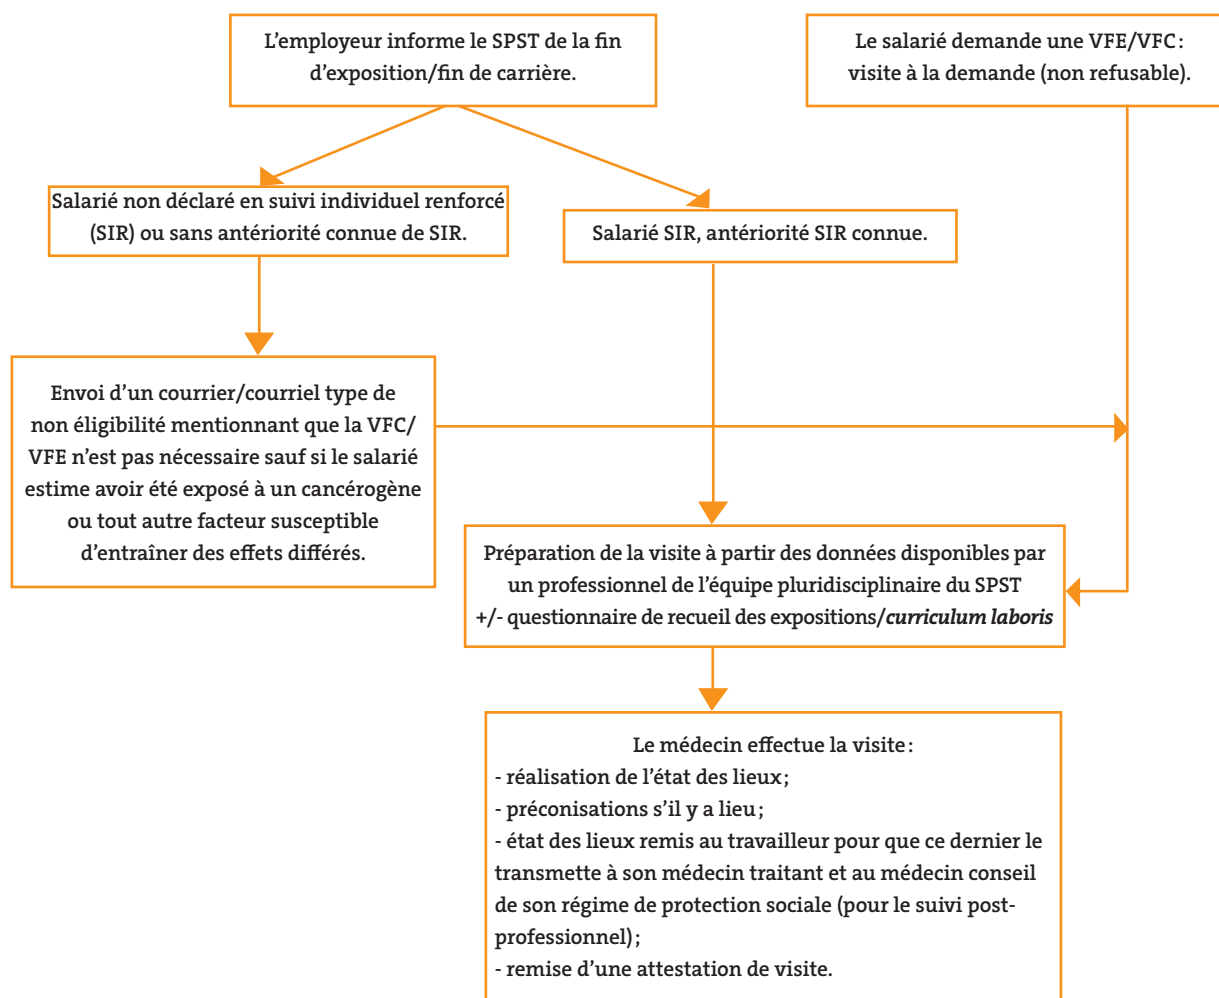 L'employeur informe le SPST de la fin
d'exposition/fin de carrière.
Le salarié demande une VFE/VFC :
visite à la demande (non refusable).
Salarié non déclaré en suivi individuel renforcé
(SIR) ou sans antériorité connue de SIR.
Salarié SIR, antériorité SIR connue.
Envoi d'un courrier/courriel type de
non éligibilité mentionnant que la VFC/
VFE n'est pas nécessaire sauf si le salarié
estime avoir été exposé à un cancérogène
ou tout autre facteur susceptible
d'entraîner des effets différés.
Préparation de la visite à partir des données disponibles par
un professionnel de l'équipe pluridisciplinaire du SPST
+/- questionnaire de recueil des expositions/curriculum laboris
Le médecin effectue la visite :
- réalisation de l'état des lieux ;
- préconisations s'il y a lieu ;
- état des lieux remis au travailleur pour que ce dernier le
transmette à son médecin traitant et au médecin conseil
de son régime de protection sociale (pour le suivi post-
professionnel) ;
- remise d'une attestation de visite.